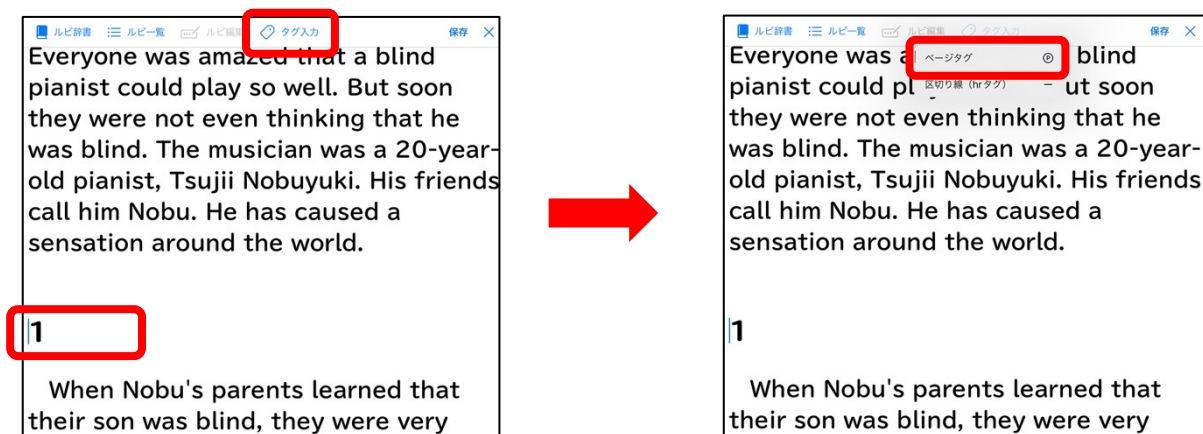 ルビ辞書 ルビ一覧 ルビ編集 タグ入力 保存
Everyone was amazed that a blind
pianist could play so well. But soon
they were not even thinking that he
was blind. The musician was a 20-year-
old pianist, Tsujii Nobuyuki. His friends
call him Nobu. He has caused a
sensation around the world.
1
When Nobu's parents learned that
their son was blind, they were very
ルビ辞書 ルビ一覧 ルビ編集 タグ入力 保存
ページタグ P
区切り線（hrタグ）
Everyone was a blind
pianist could pl ut soon
they were not even thinking that he
was blind. The musician was a 20-year-
old pianist, Tsujii Nobuyuki. His friends
call him Nobu. He has caused a
sensation around the world.
1
When Nobu's parents learned that
their son was blind, they were very